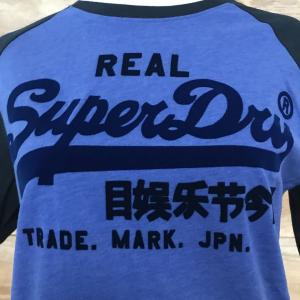 REAL
SuperDry
®
目娱乐节今
TRADE. MARK. JPN.